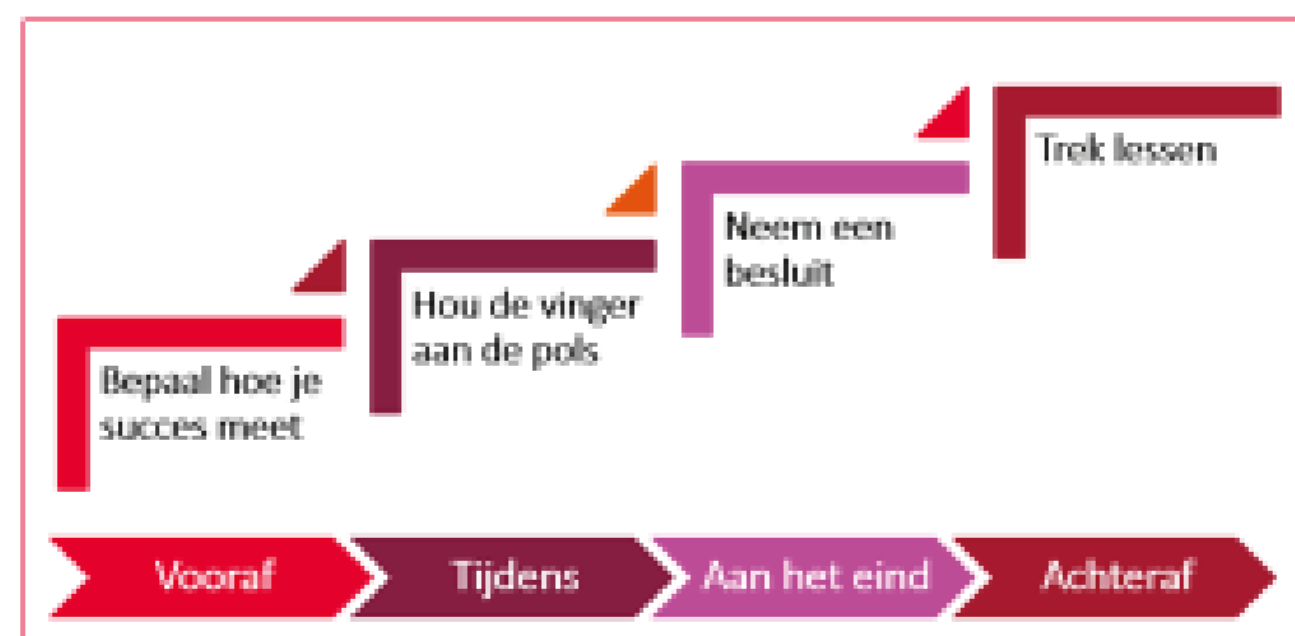 Trek lessen
Neem een
besluit
Hou de vinger
aan de pols
Bepaal hoe je
succes meet
Vooraf
Tijdens
Aan het eind
Achteraf